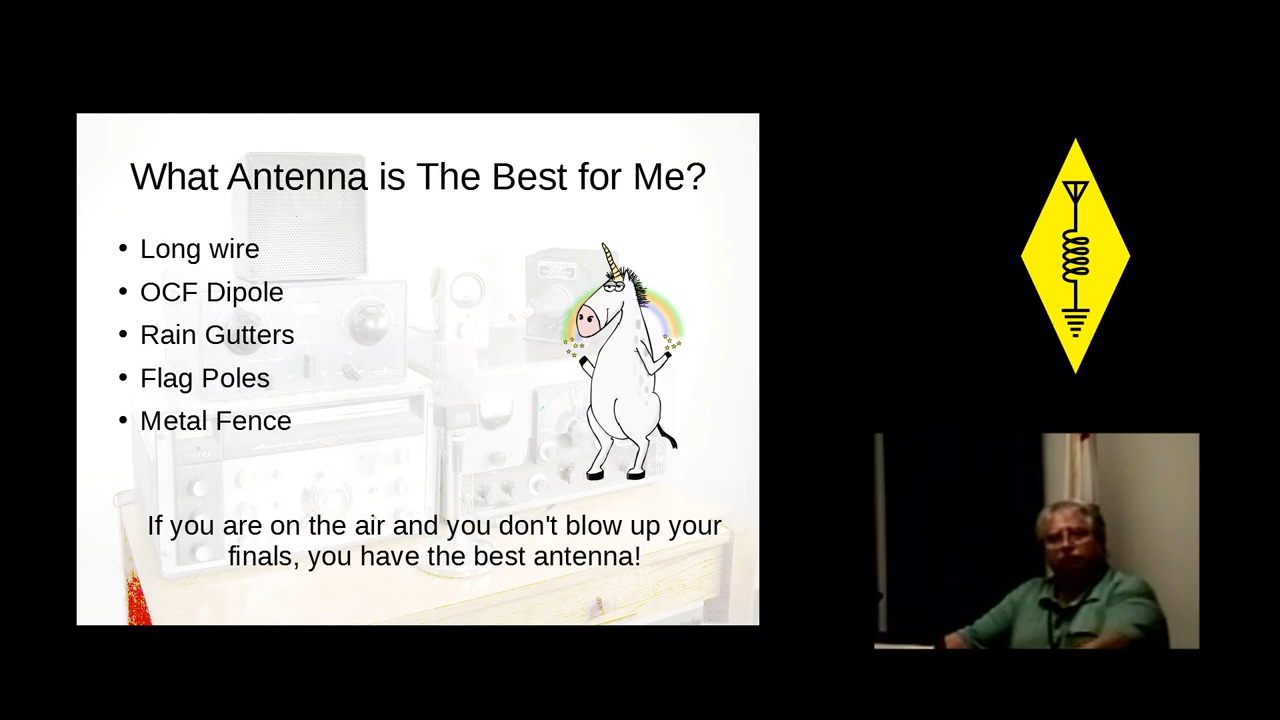 What Antenna is The Best for Me?
• Long wire
• OCF Dipole
• Rain Gutters
• Flag Poles
• Metal Fence
If you are on the air and you don't blow up your
finals, you have the best antenna!